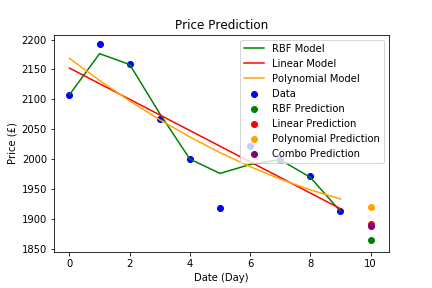 Price Prediction
2200
2150
2100
2050
2000
1950
1900
1850
Price (£)
0
2
4
6
8
10
Date (Day)
RBF Model
Linear Model
Polynomial Model
Data
RBF Prediction
Linear Prediction
Polynomial Prediction
Combo Prediction